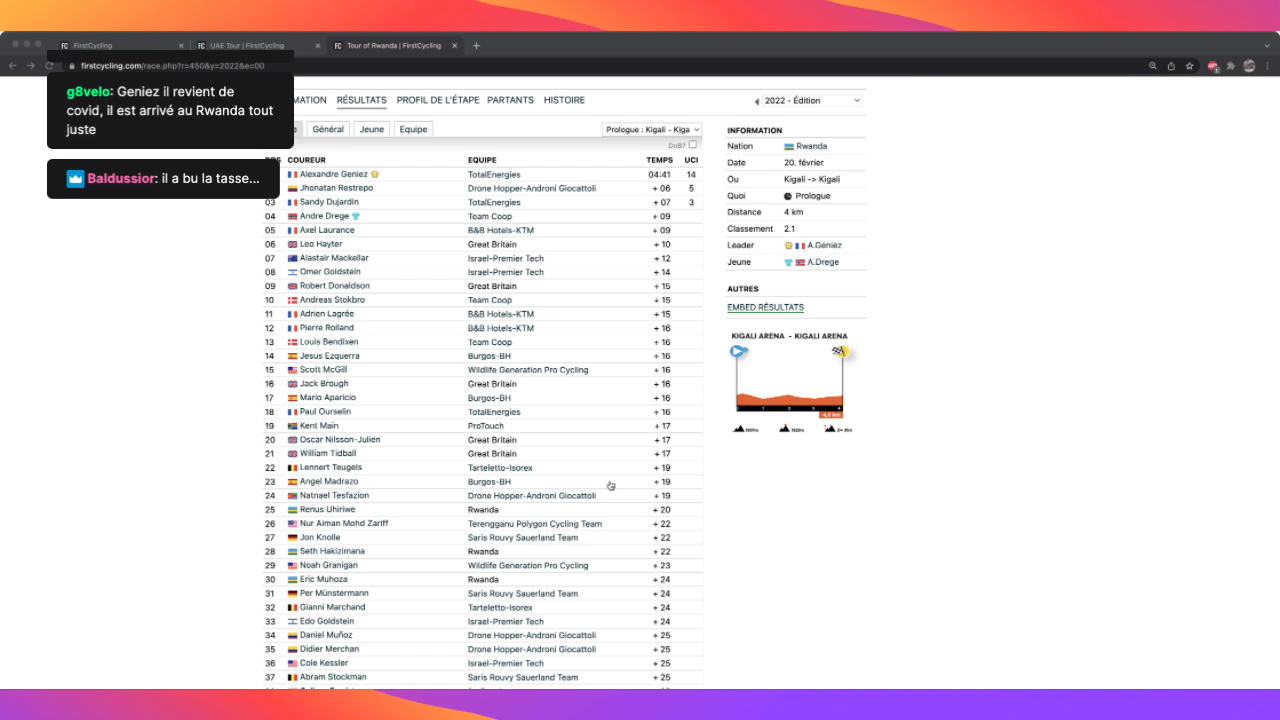 FirstCycling
UAE Tour | FirstCycling
Tour of Rwanda | FirstCycling
firstcycling.com/race.php?r=450&y=2022&e=00
g8velo: Geniez il revient de
covid, il est arrivé au Rwanda tout
juste
Baldussior: il a bu la tasse...
MATION RÉSULTATS PROFIL DE L'ÉTAPE PARTANTS HISTOIRE
2022 - Édition
Général Jeune Equipe
Prologue : Kigali - Kiga
DoB?
COUREUR EQUIPE TEMPS UCI
Alexandre Geniez TotalEnergies 04:41 14
Jhonatan Restrepo Drone Hopper-Androni Giocattoli + 06 5
03 Sandy Dujardin TotalEnergies + 07 3
04 Andre Drege Team Coop + 09
05 Axel Laurance B&B Hotels-KTM + 09
06 Leo Hayter Great Britain + 10
07 Alastair Mackellar Israel-Premier Tech + 12
08 Omer Goldstein Israel-Premier Tech + 14
09 Robert Donaldson Great Britain + 15
10 Andreas Stokbro Team Coop + 15
11 Adrien Lagrée B&B Hotels-KTM + 15
12 Pierre Rolland B&B Hotels-KTM + 16
13 Louis Bendixen Team Coop + 16
14 Jesus Ezquerra Burgos-BH + 16
15 Scott McGill Wildlife Generation Pro Cycling + 16
16 Jack Brough Great Britain + 16
17 Mario Aparicio Burgos-BH + 16
18 Paul Ourselin TotalEnergies + 16
19 Kent Main ProTouch + 17
20 Oscar Nilsson-Julien Great Britain + 17
21 William Tidball Great Britain + 17
22 Lennert Teugels Tarteletto-Isorex + 19
23 Angel Madrazo Burgos-BH + 19
24 Natnael Tesfazion Drone Hopper-Androni Giocattoli + 19
25 Renus Uhiriwe Rwanda + 20
26 Nur Aiman Mohd Zariff Terengganu Polygon Cycling Team + 22
27 Jon Knolle Saris Rouvy Sauerland Team + 22
28 Seth Hakizimana Rwanda + 22
29 Noah Granigan Wildlife Generation Pro Cycling + 23
30 Eric Muhoza Rwanda + 24
31 Per Münstermann Saris Rouvy Sauerland Team + 24
32 Gianni Marchand Tarteletto-Isorex + 24
33 Edo Goldstein Israel-Premier Tech + 24
34 Daniel Muñoz Drone Hopper-Androni Giocattoli + 25
35 Didier Merchan Drone Hopper-Androni Giocattoli + 25
36 Cole Kessler Israel-Premier Tech + 25
37 Abram Stockman Saris Rouvy Sauerland Team + 25
INFORMATION
Nation Rwanda
Date 20. février
Ou Kigali -> Kigali
Quoi Prologue
Distance 4 km
Classement 2.1
Leader A.Geniez
Jeune A.Drege
AUTRES
EMBED RÉSULTATS
KIGALI ARENA - KIGALI ARENA